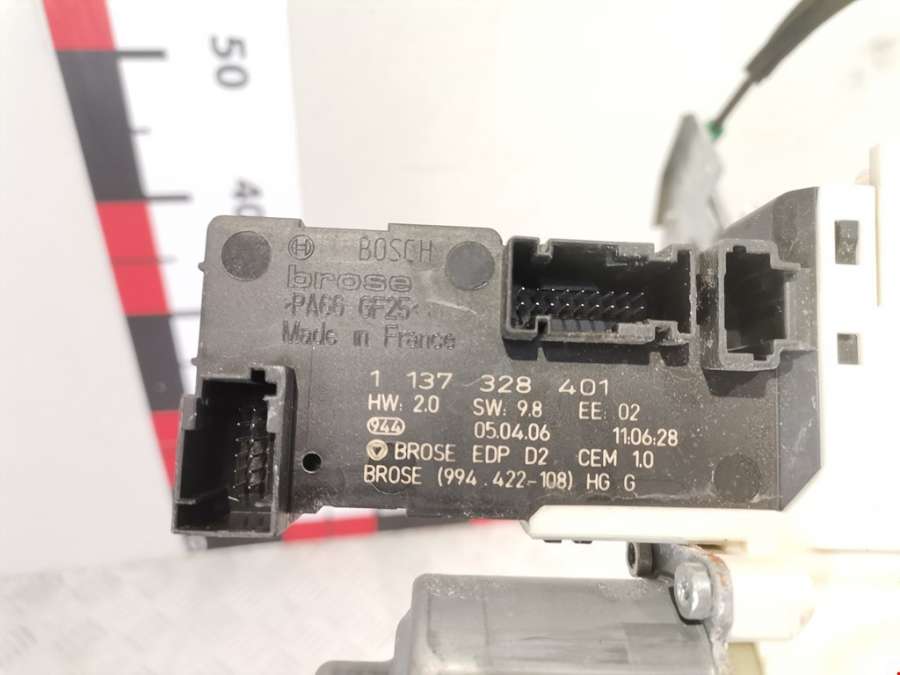 50
40
BOSCH
brose
>PA66 GF25<
Made in France
1 137 328 401
HW: 2.0 SW: 9.8 EE: 02
944 05.04.06 11:06:28
BROSE EDP D2 CEM 1.0
BROSE (994.422-108) HG G